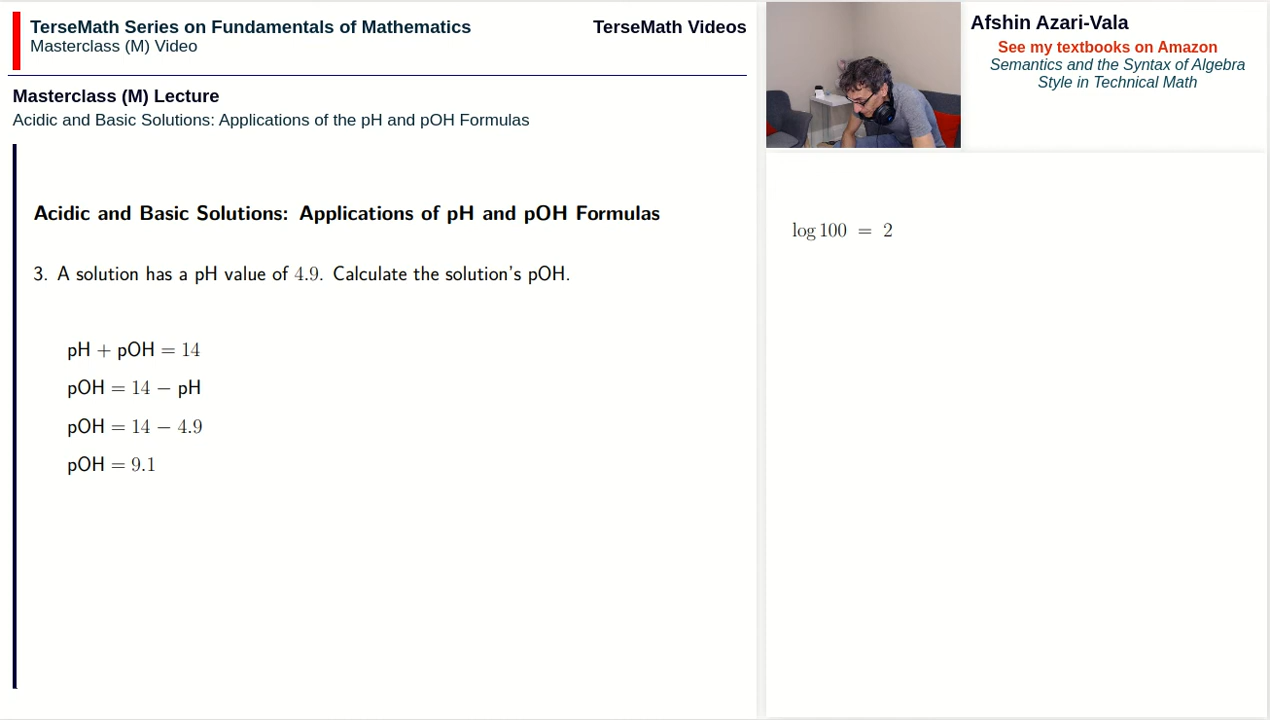 TerseMath Series on Fundamentals of Mathematics
TerseMath Videos
Masterclass (M) Video
Masterclass (M) Lecture
Acidic and Basic Solutions: Applications of the pH and pOH Formulas
Acidic and Basic Solutions: Applications of pH and pOH Formulas
3. A solution has a pH value of 4.9. Calculate the solution's pOH.
pH + pOH = 14
pOH = 14 − pH
pOH = 14 − 4.9
pOH = 9.1
Afshin Azari-Vala
See my textbooks on Amazon
Semantics and the Syntax of Algebra
Style in Technical Math
log 100 = 2